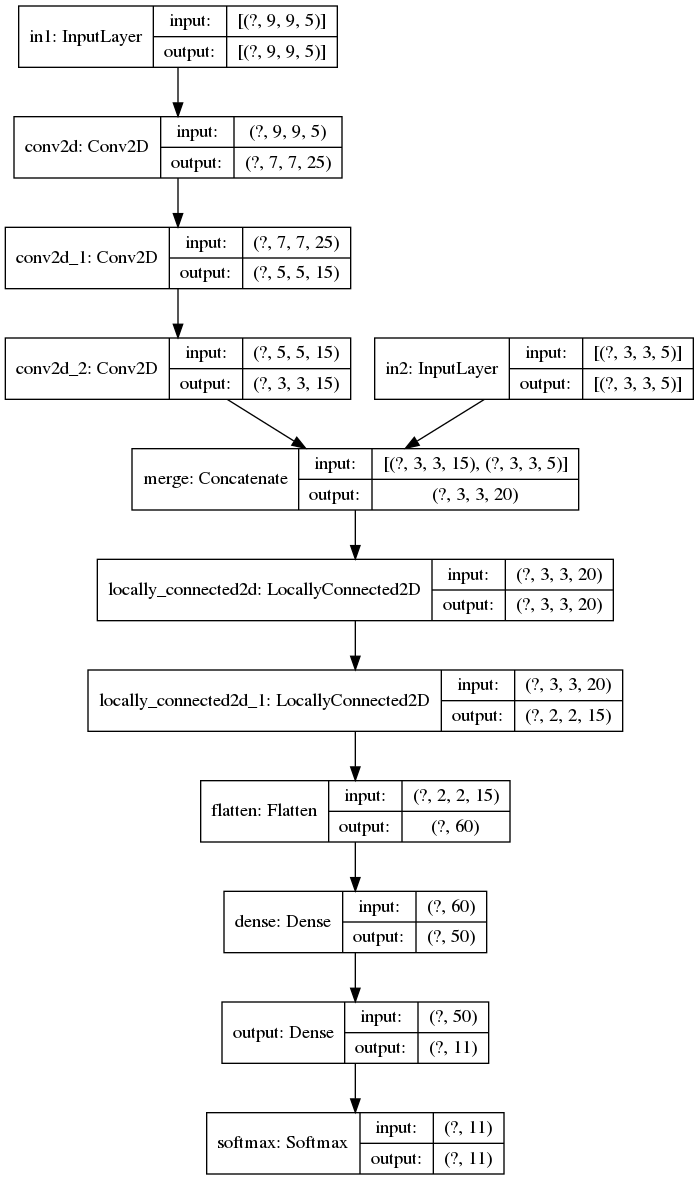 in1: InputLayer
input: [(?, 9, 9, 5)]
output: [(?, 9, 9, 5)]
conv2d: Conv2D
input: (?, 9, 9, 5)
output: (?, 7, 7, 25)
conv2d_1: Conv2D
input: (?, 7, 7, 25)
output: (?, 5, 5, 15)
conv2d_2: Conv2D
input: (?, 5, 5, 15)
output: (?, 3, 3, 15)
in2: InputLayer
input: [(?, 3, 3, 5)]
output: [(?, 3, 3, 5)]
merge: Concatenate
input: [(?, 3, 3, 15), (?, 3, 3, 5)]
output: (?, 3, 3, 20)
locally_connected2d: LocallyConnected2D
input: (?, 3, 3, 20)
output: (?, 3, 3, 20)
locally_connected2d_1: LocallyConnected2D
input: (?, 3, 3, 20)
output: (?, 2, 2, 15)
flatten: Flatten
input: (?, 2, 2, 15)
output: (?, 60)
dense: Dense
input: (?, 60)
output: (?, 50)
output: Dense
input: (?, 50)
output: (?, 11)
softmax: Softmax
input: (?, 11)
output: (?, 11)